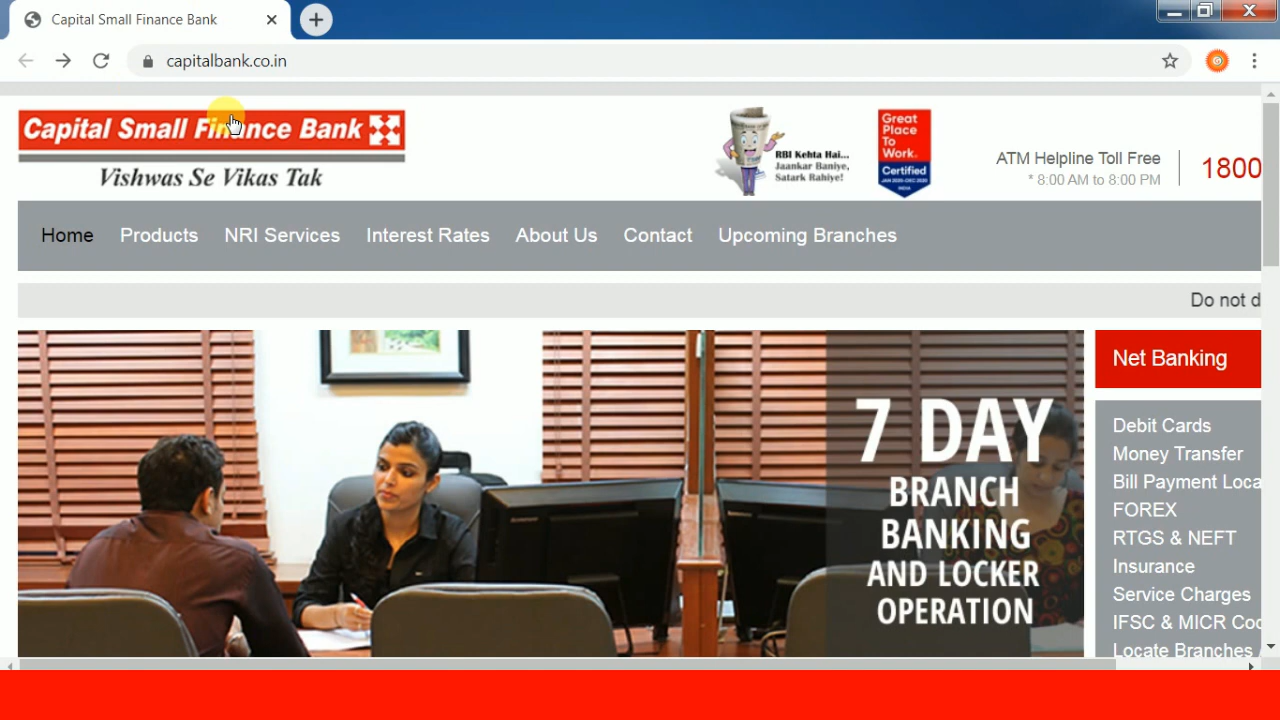 Capital Small Finance Bank
capitalbank.co.in
Capital Small Finance Bank
Vishwas Se Vikas Tak
RBI Kehta Hai...
Jaankar Baniye,
Satark Rahiye!
Great
Place
To
Work.
Certified
INDIA
ATM Helpline Toll Free
* 8:00 AM to 8:00 PM
1800
Home Products NRI Services Interest Rates About Us Contact Upcoming Branches
Do not d
7 DAY
BRANCH
BANKING
AND LOCKER
OPERATION
Net Banking
Debit Cards
Money Transfer
Bill Payment Loca
FOREX
RTGS & NEFT
Insurance
Service Charges
IFSC & MICR Co
Locate Branches